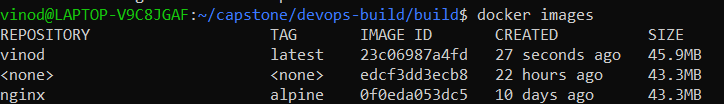 vinod@LAPTOP-V9C8JGAF:~/capstone/devops-build/build$ docker images
REPOSITORY TAG IMAGE ID CREATED SIZE
vinod latest 23c06987a4fd 27 seconds ago 45.9MB
<none> <none> edcf3dd3ecb8 22 hours ago 43.3MB
nginx alpine 0f0eda053dc5 10 days ago 43.3MB